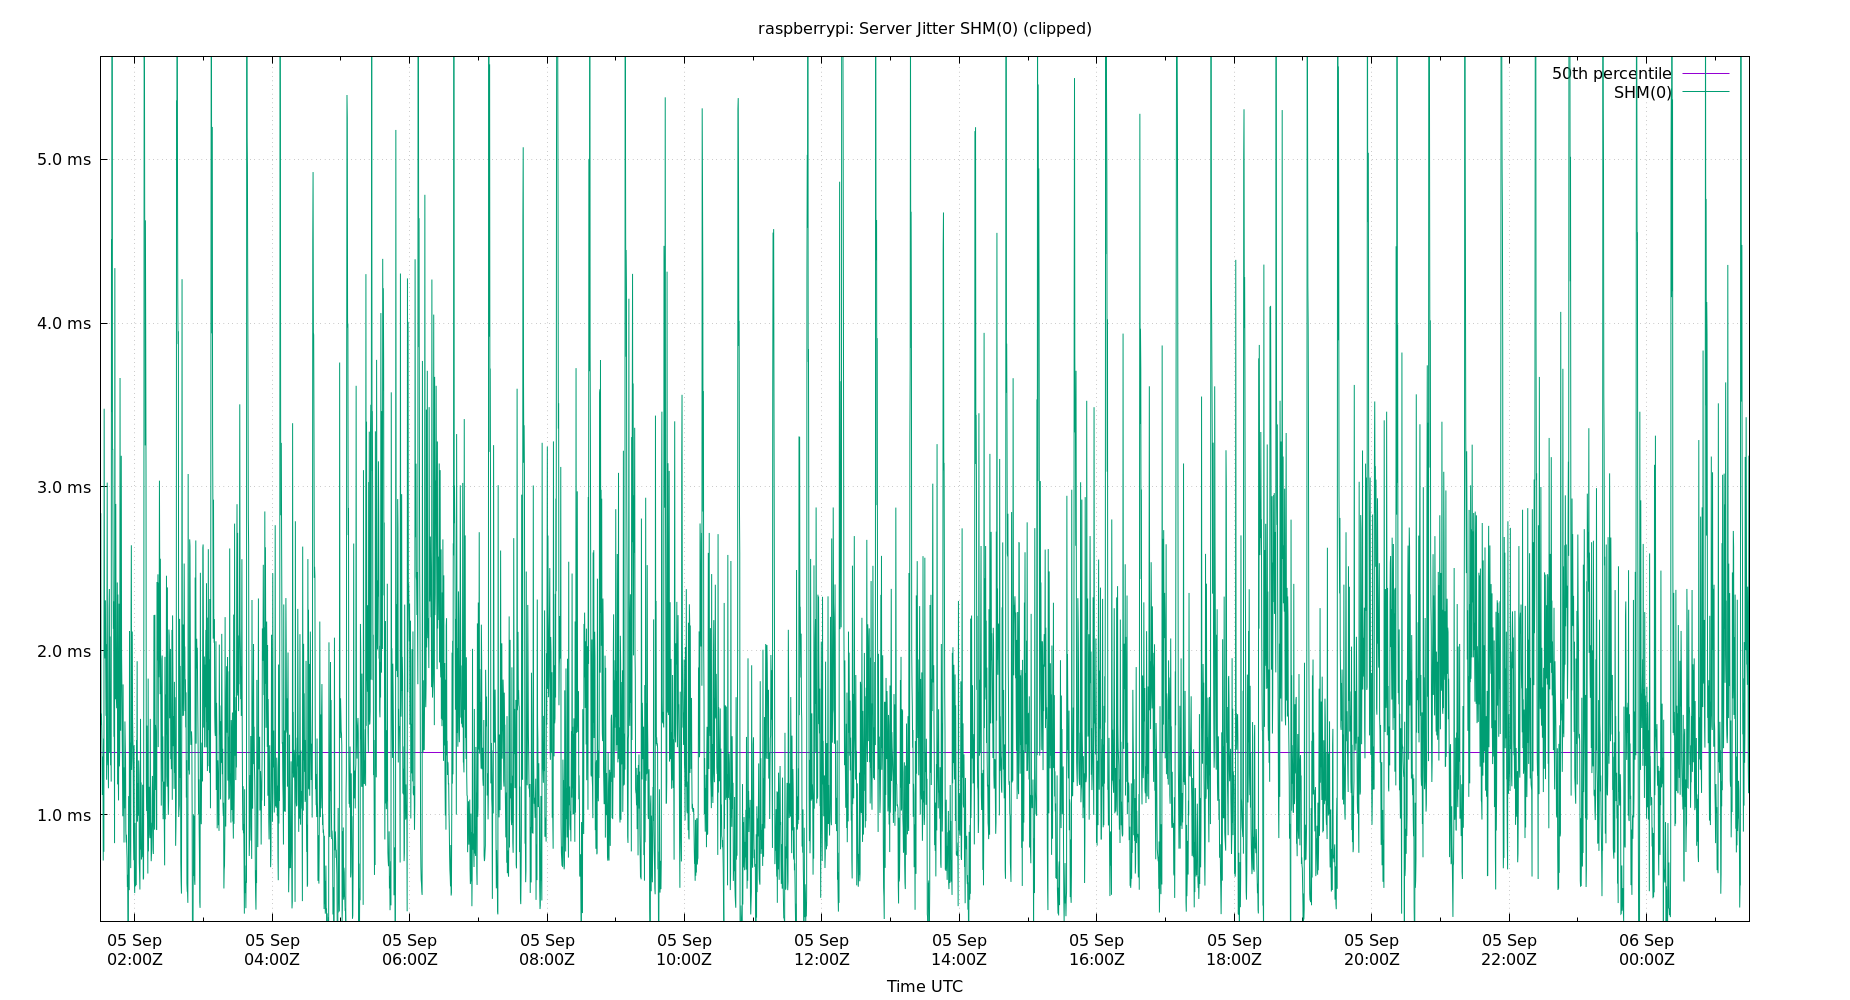 raspberrypi: Server Jitter SHM(0) (clipped)
50th percentile
SHM(0)
5.0 ms
4.0 ms
3.0 ms
2.0 ms
1.0 ms
05 Sep 05 Sep 05 Sep 05 Sep 05 Sep 05 Sep 05 Sep 05 Sep 05 Sep 05 Sep 05 Sep 06 Sep
02:00Z 04:00Z 06:00Z 08:00Z 10:00Z 12:00Z 14:00Z 16:00Z 18:00Z 20:00Z 22:00Z 00:00Z
Time UTC